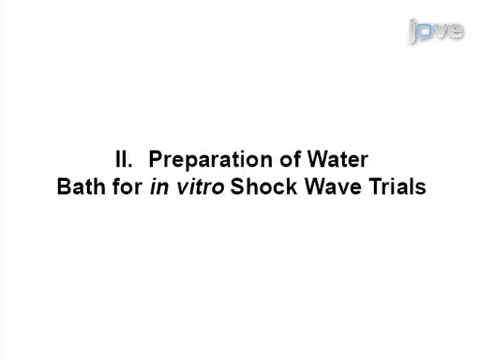 jove
II. Preparation of Water
Bath for in vitro Shock Wave Trials